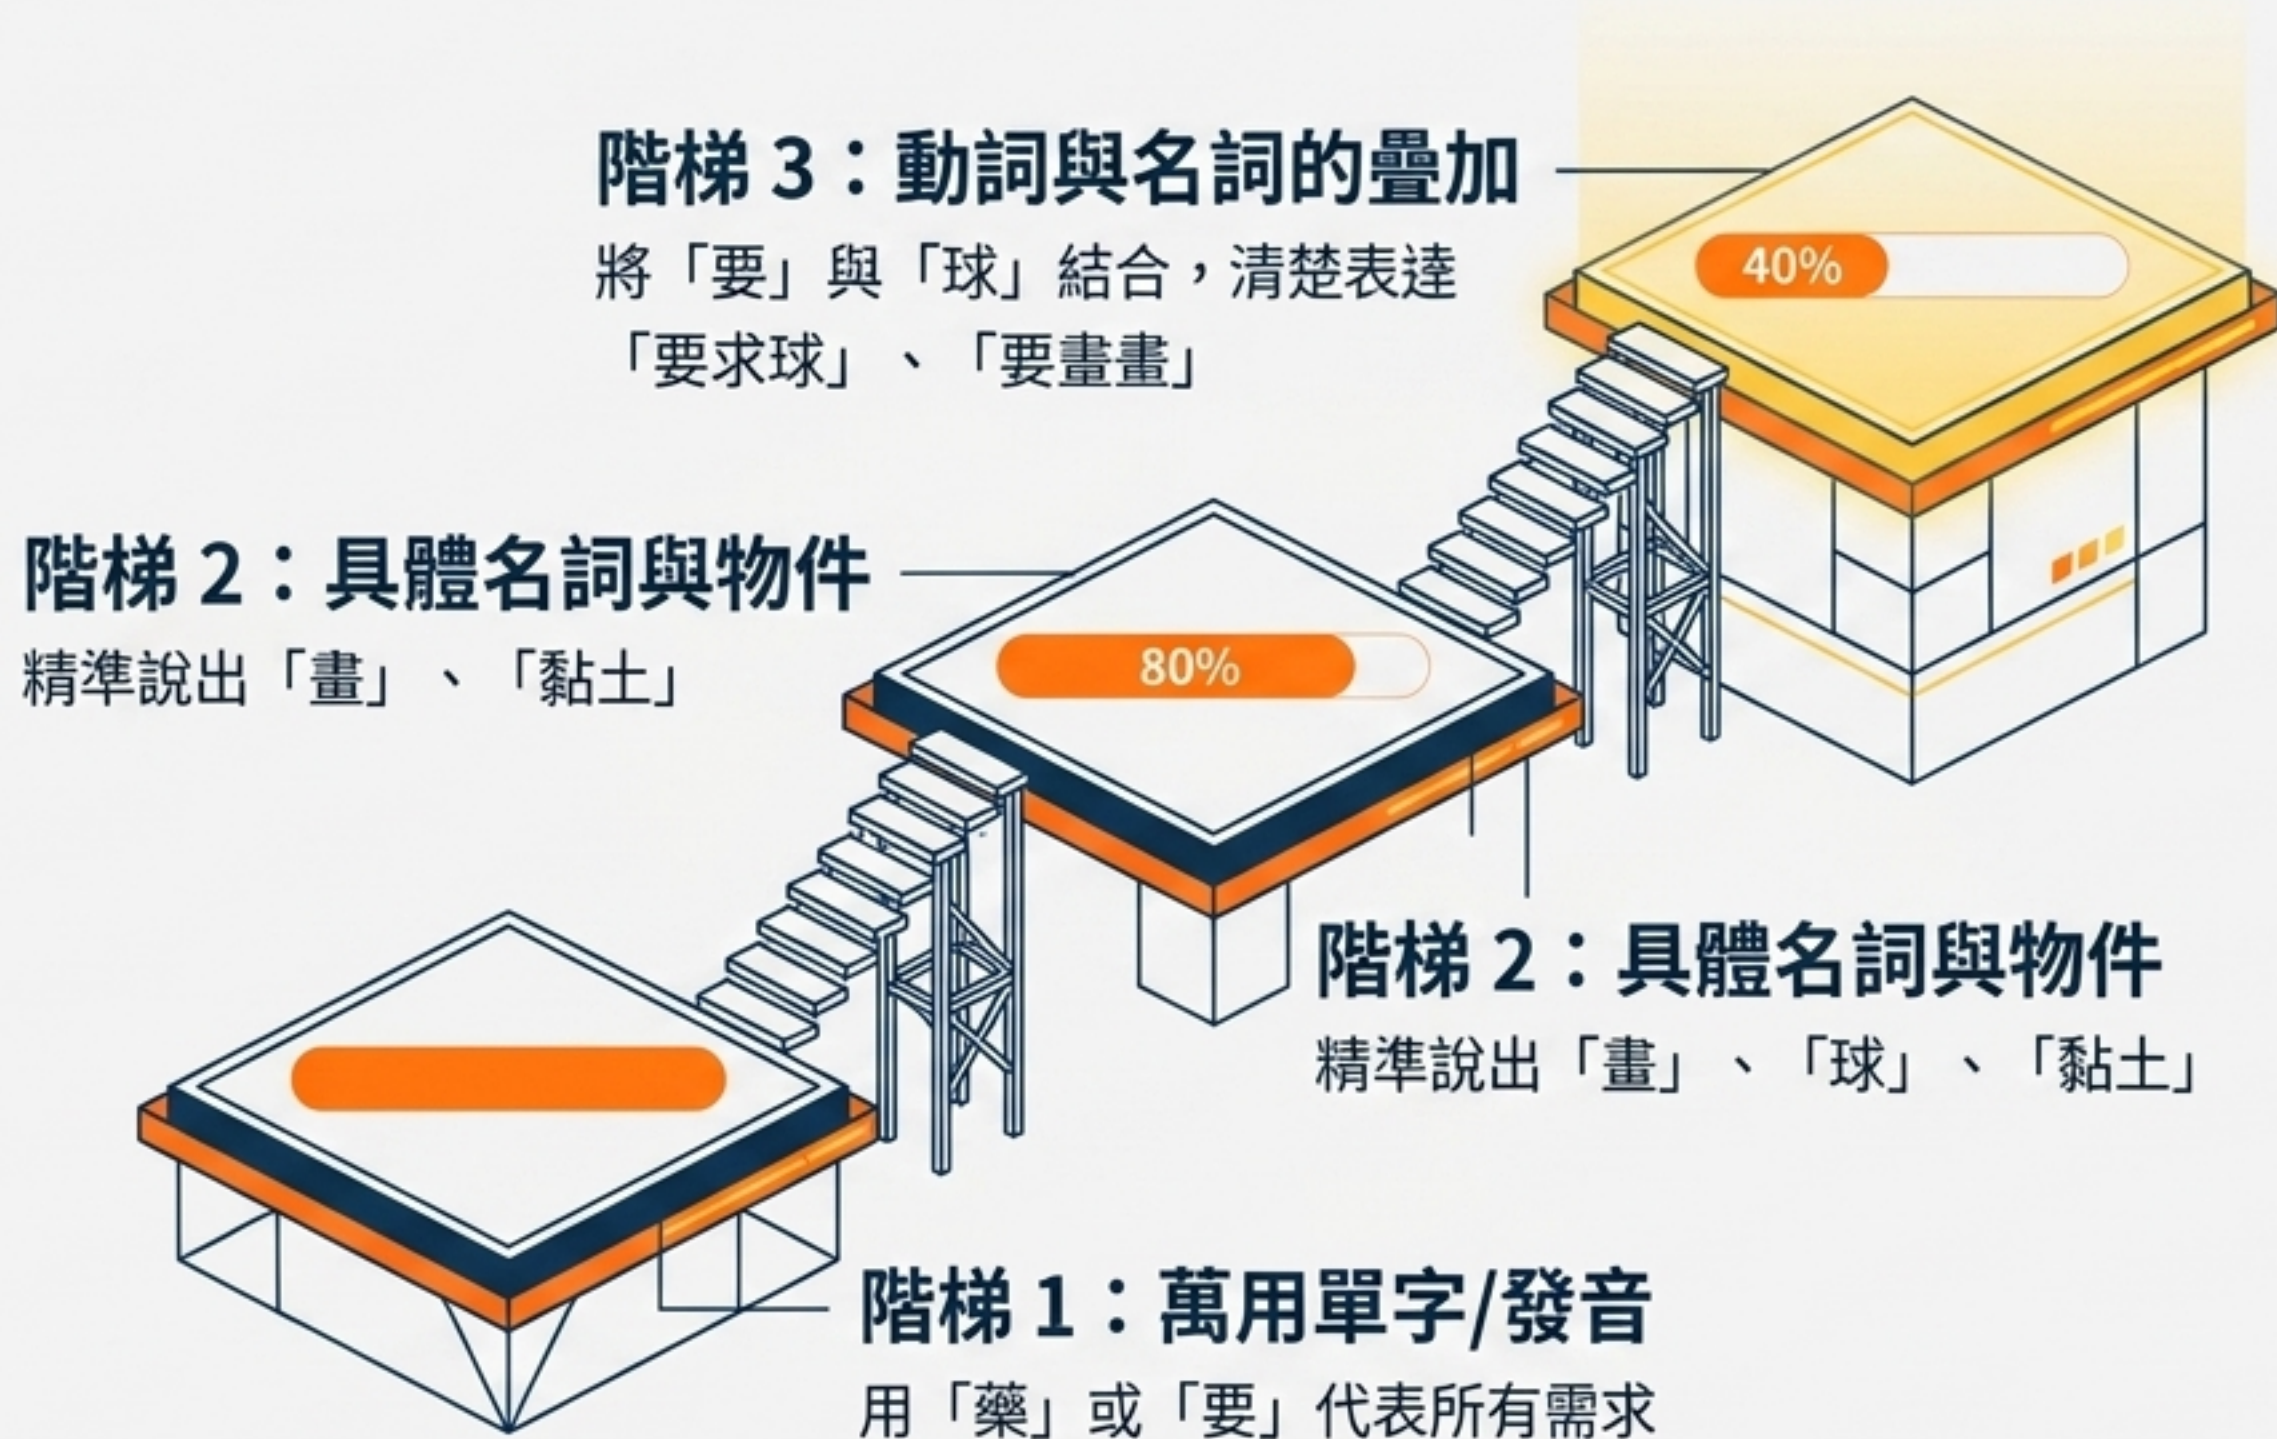 階梯 3：動詞與名詞的疊加
將「要」與「球」結合，清楚表達
「要求球」、「要畫畫」
40%
階梯 2：具體名詞與物件
精準說出「畫」、「黏土」
80%
階梯 2：具體名詞與物件
精準說出「畫」、「球」、「黏土」
階梯 1：萬用單字/發音
用「藥」或「要」代表所有需求